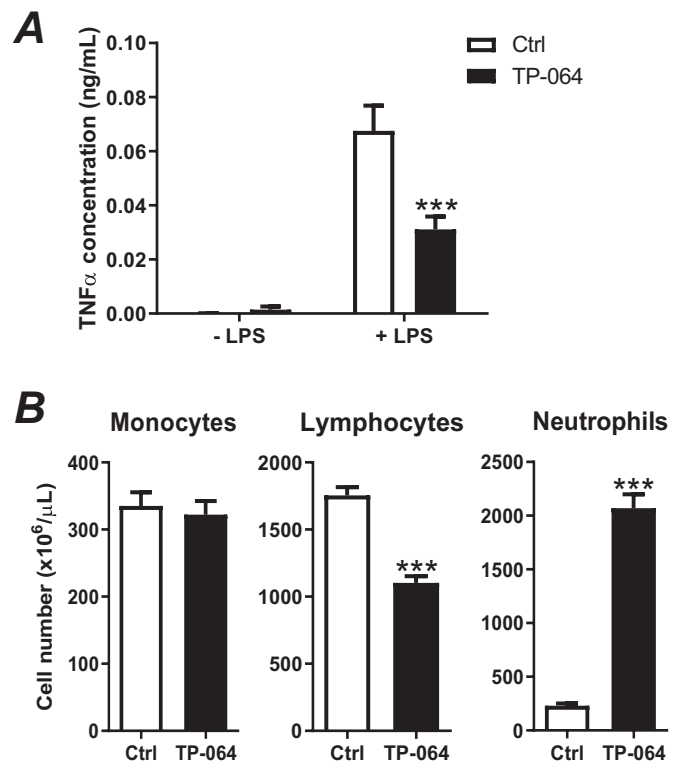 A
TNFα concentration (ng/mL)
0.10
0.08
0.06
0.04
0.02
0.00
Ctrl
TP-064
***
- LPS
+ LPS
B
Monocytes
Lymphocytes
Neutrophils
Cell number (x10⁶/μL)
400
300
200
100
0
Ctrl
TP-064
2000
1500
1000
500
0
***
Ctrl
TP-064
2500
2000
1500
1000
500
0
***
Ctrl
TP-064